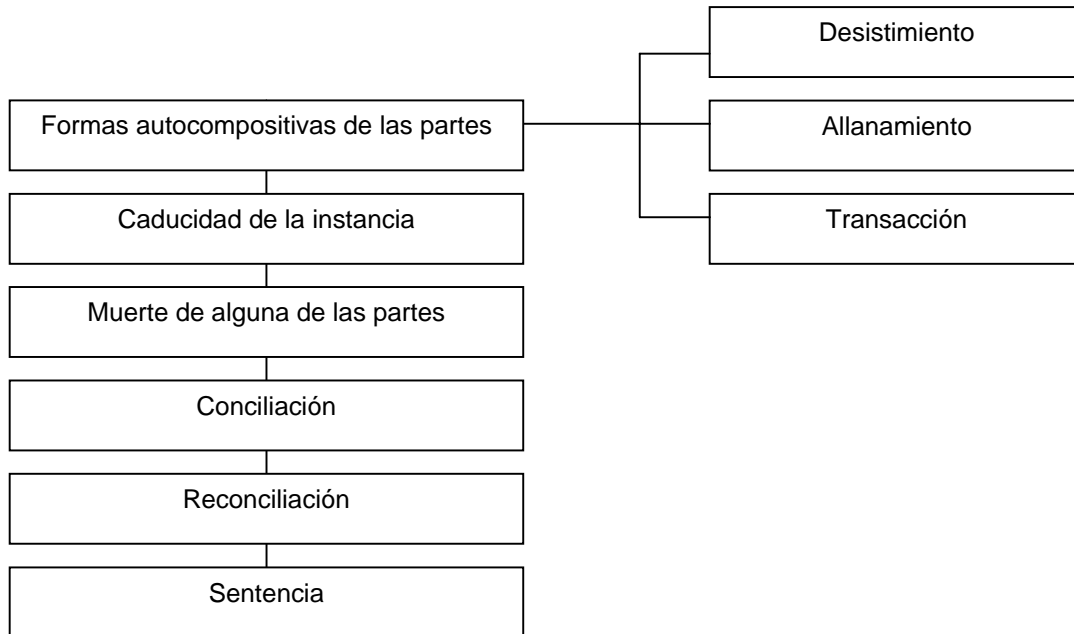 Desistimiento
Formas autocompositivas de las partes
Allanamiento
Caducidad de la instancia
Transacción
Muerte de alguna de las partes
Conciliación
Reconciliación
Sentencia